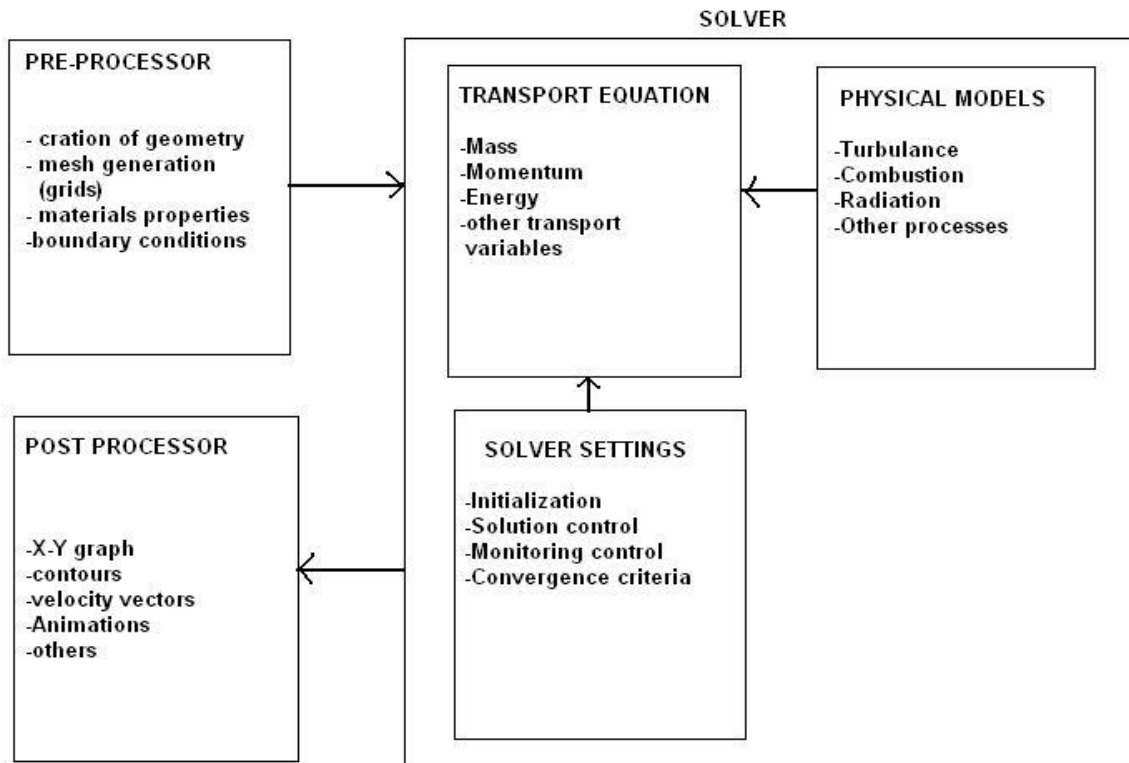 SOLVER
PRE-PROCESSOR
- cration of geometry
- mesh generation
(grids)
- materials properties
-boundary conditions
TRANSPORT EQUATION
-Mass
-Momentum
-Energy
-other transport
variables
PHYSICAL MODELS
-Turbulance
-Combustion
-Radiation
-Other processes
POST PROCESSOR
-X-Y graph
-contours
-velocity vectors
-Animations
-others
SOLVER SETTINGS
-Initialization
-Solution control
-Monitoring control
-Convergence criteria